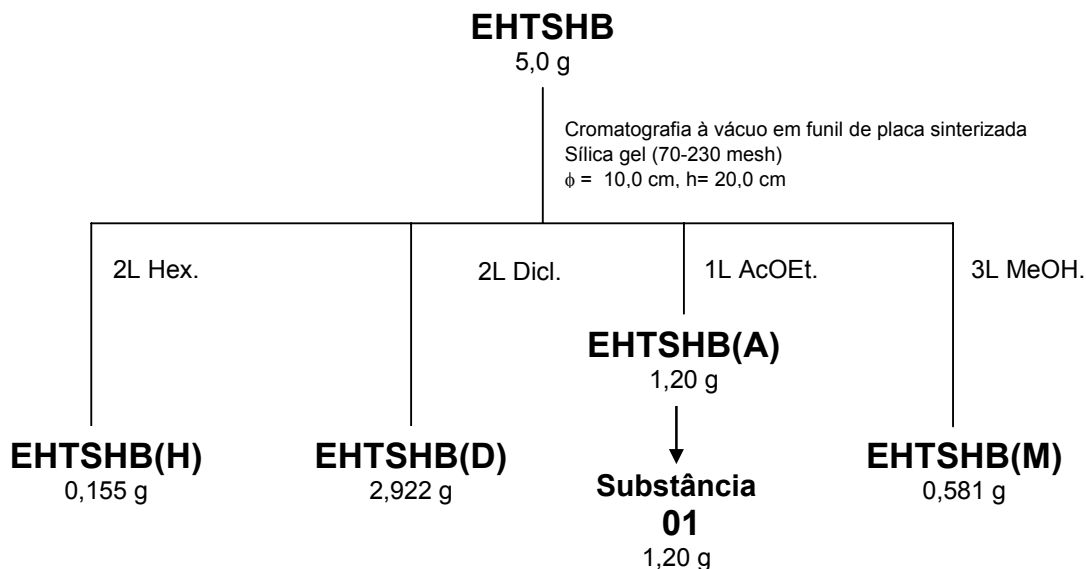 EHTSHB
5,0 g
Cromatografia à vácuo em funil de placa sinterizada
Sílica gel (70-230 mesh)
ϕ = 10,0 cm, h= 20,0 cm
2L Hex.
2L Dicl.
1L AcOEt.
3L MeOH.
EHTSHB(A)
1,20 g
EHTSHB(H)
0,155 g
EHTSHB(D)
2,922 g
Substância
01
1,20 g
EHTSHB(M)
0,581 g